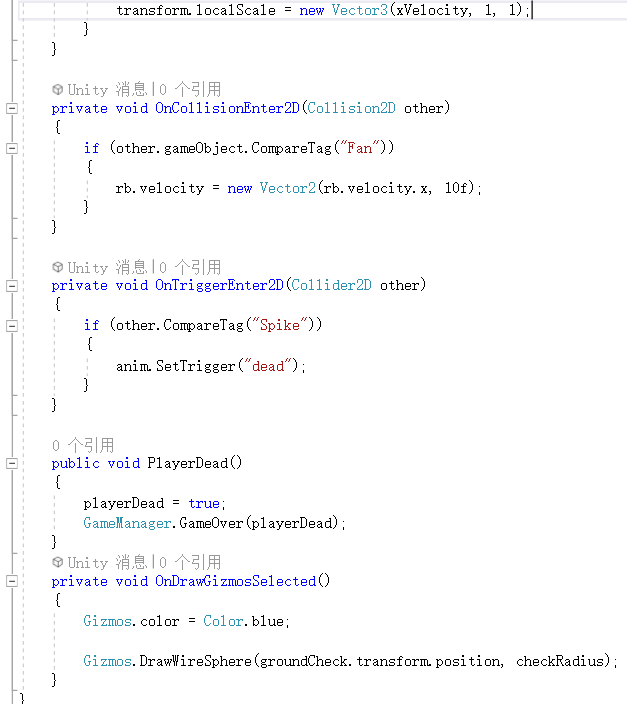 transform.localScale = new Vector3(xVelocity, 1, 1);
}
}
Unity 消息|0 个引用
private void OnCollisionEnter2D(Collision2D other)
{
if (other.gameObject.CompareTag("Fan"))
{
rb.velocity = new Vector2(rb.velocity.x, 10f);
}
}
Unity 消息|0 个引用
private void OnTriggerEnter2D(Collider2D other)
{
if (other.CompareTag("Spike"))
{
anim.SetTrigger("dead");
}
}
0 个引用
public void PlayerDead()
{
playerDead = true;
GameManager.GameOver(playerDead);
}
Unity 消息|0 个引用
private void OnDrawGizmosSelected()
{
Gizmos.color = Color.blue;
Gizmos.DrawWireSphere(groundCheck.transform.position, checkRadius);
}
}